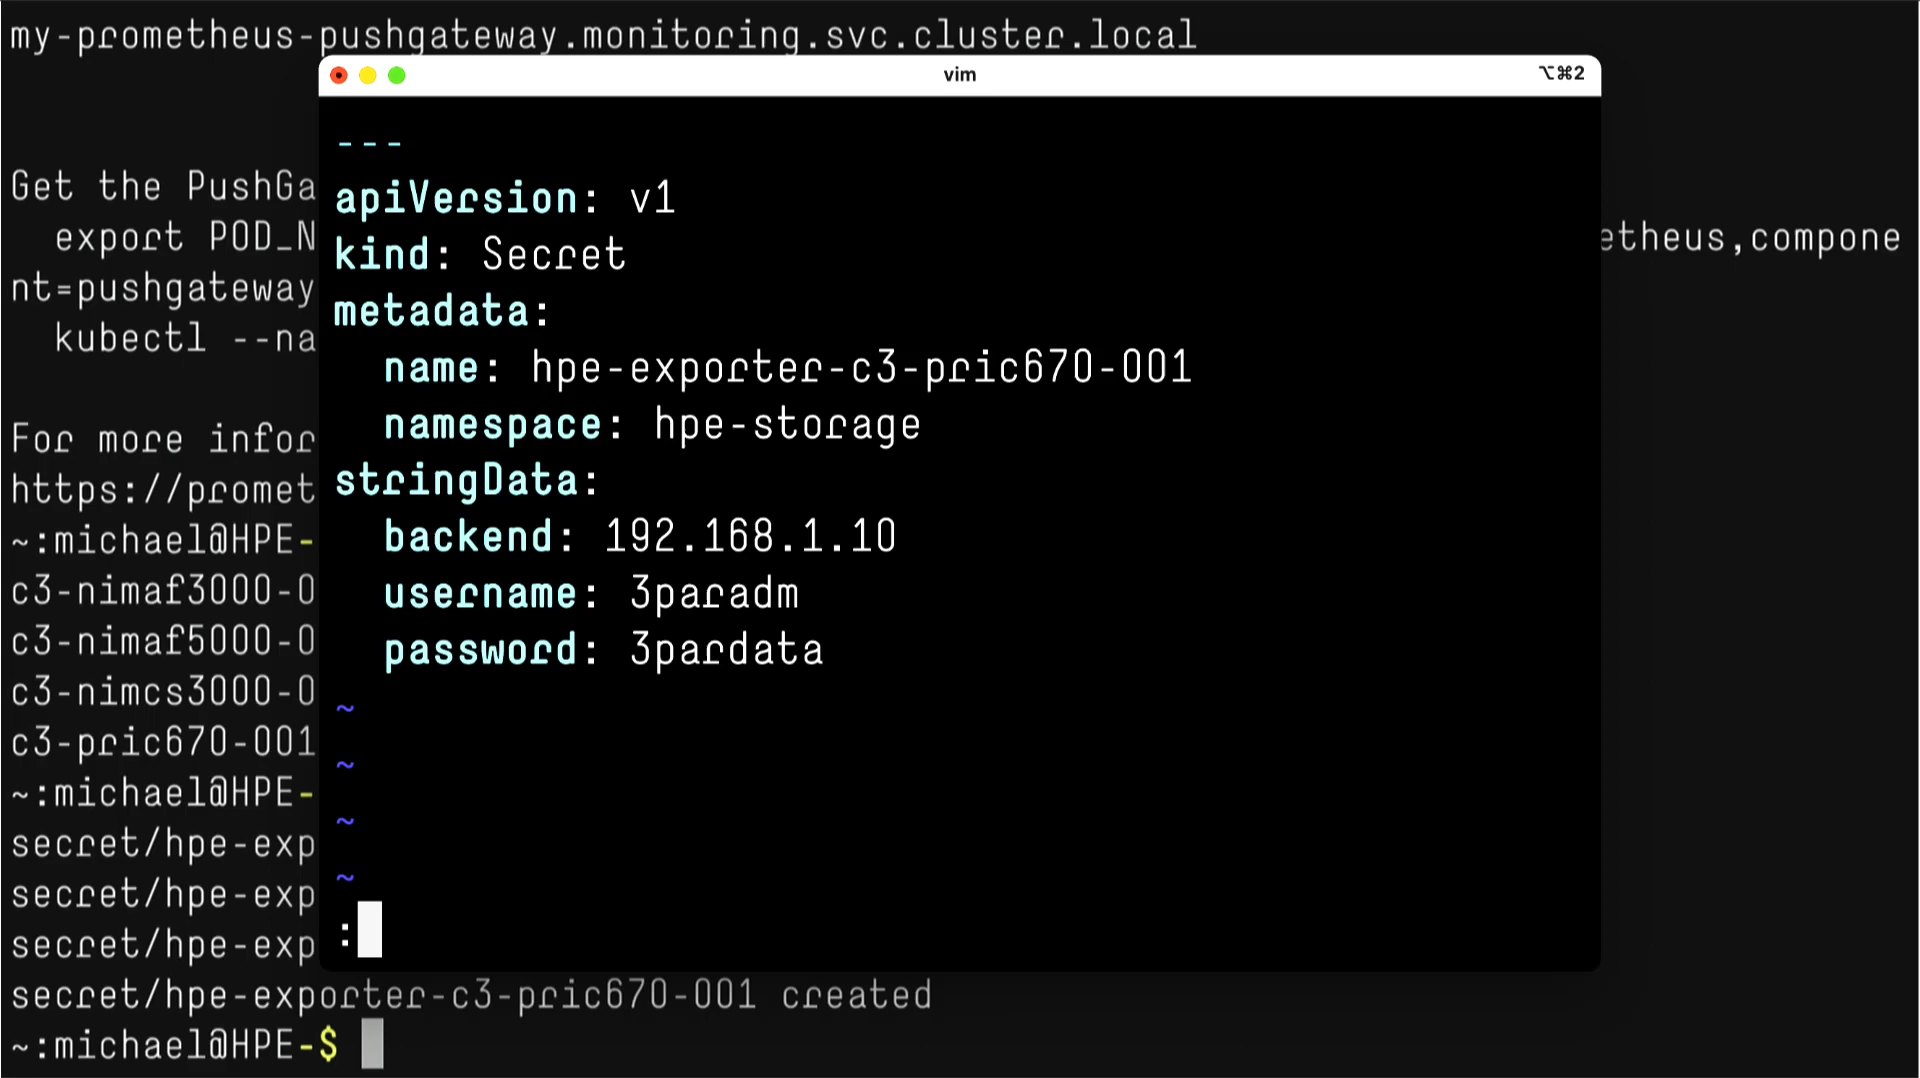 my-prometheus-pushgateway.monitoring.svc.cluster.local
vim
⌥⌘2
---
apiVersion: v1
kind: Secret
metadata:
  name: hpe-exporter-c3-pric670-001
  namespace: hpe-storage
stringData:
  backend: 192.168.1.10
  username: 3paradm
  password: 3pardata
~
~
~
~
:
Get the PushGa
  export POD_N
etheus,compone
nt=pushgateway
  kubectl --na
For more infor
https://promet
~:michael@HPE-
c3-nimaf3000-0
c3-nimaf5000-0
c3-nimcs3000-0
c3-pric670-001
~:michael@HPE-
secret/hpe-exp
secret/hpe-exp
secret/hpe-exp
secret/hpe-exporter-c3-pric670-001 created
~:michael@HPE-$